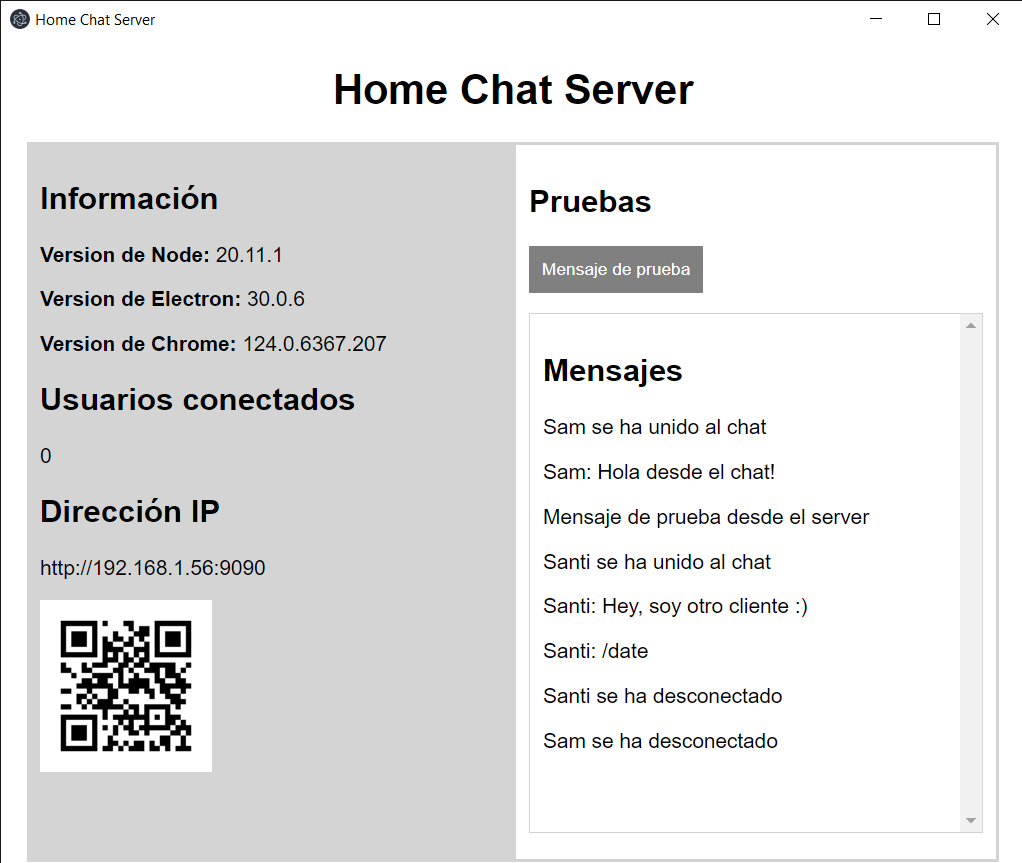 Home Chat Server
Home Chat Server
Información
Version de Node: 20.11.1
Version de Electron: 30.0.6
Version de Chrome: 124.0.6367.207
Usuarios conectados
0
Dirección IP
http://192.168.1.56:9090
Pruebas
Mensaje de prueba
Mensajes
Sam se ha unido al chat
Sam: Hola desde el chat!
Mensaje de prueba desde el server
Santi se ha unido al chat
Santi: Hey, soy otro cliente :)
Santi: /date
Santi se ha desconectado
Sam se ha desconectado